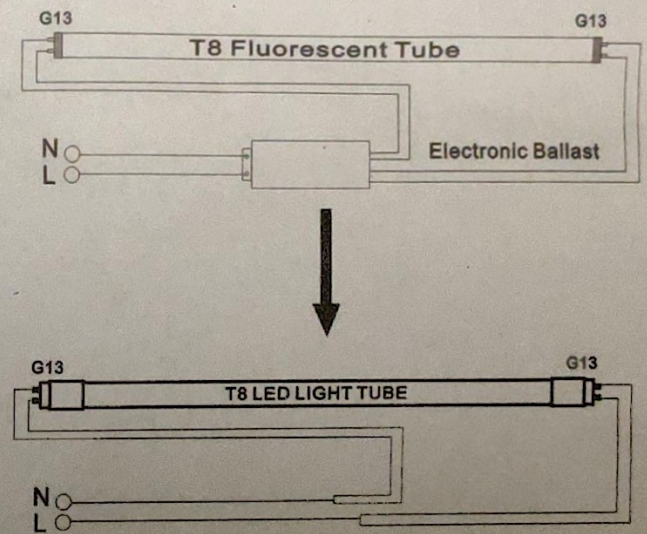 G13 G13
T8 Fluorescent Tube
N
Electronic Ballast
L
G13 G13
T8 LED LIGHT TUBE
N
L